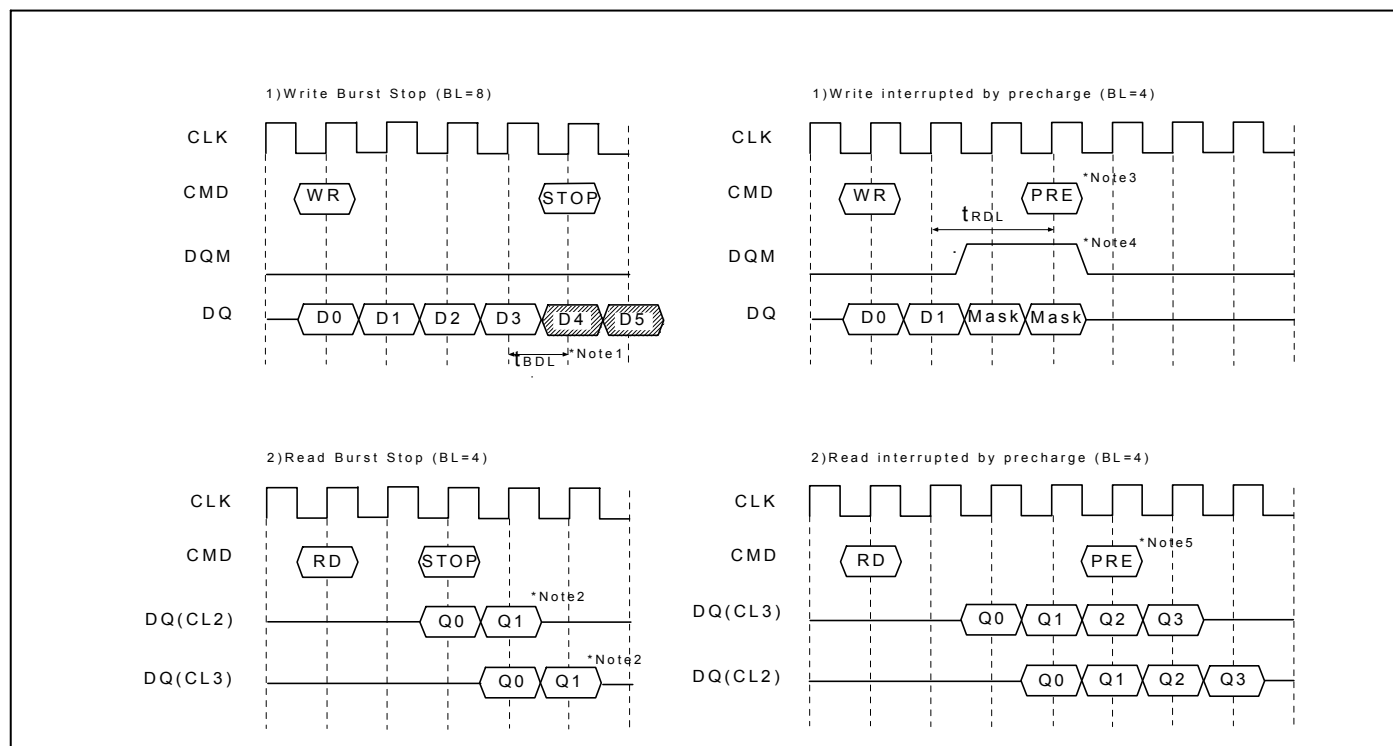 1)Write Burst Stop (BL=8)
CLK
CMD WR STOP
DQM
DQ D0 D1 D2 D3 D4 D5
tBDL *Note1
1)Write interrupted by precharge (BL=4)
CLK
CMD WR PRE *Note3
tRDL
DQM *Note4
DQ D0 D1 Mask Mask
2)Read Burst Stop (BL=4)
CLK
CMD RD STOP
DQ(CL2) Q0 Q1 *Note2
DQ(CL3) Q0 Q1 *Note2
2)Read interrupted by precharge (BL=4)
CLK
CMD RD PRE *Note5
DQ(CL3) Q0 Q1 Q2 Q3
DQ(CL2) Q0 Q1 Q2 Q3